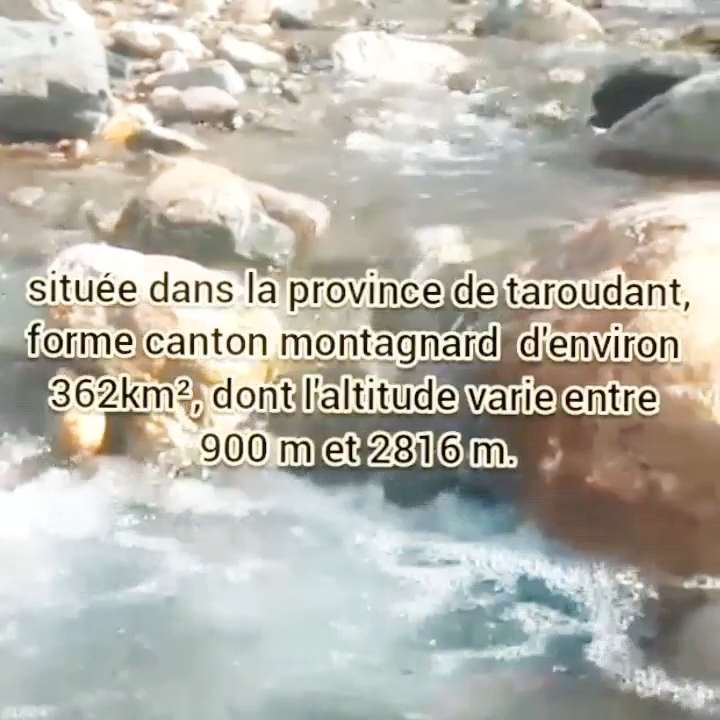 située dans la province de taroudant,
forme canton montagnard d'environ
362km², dont l'altitude varie entre
900 m et 2816 m.